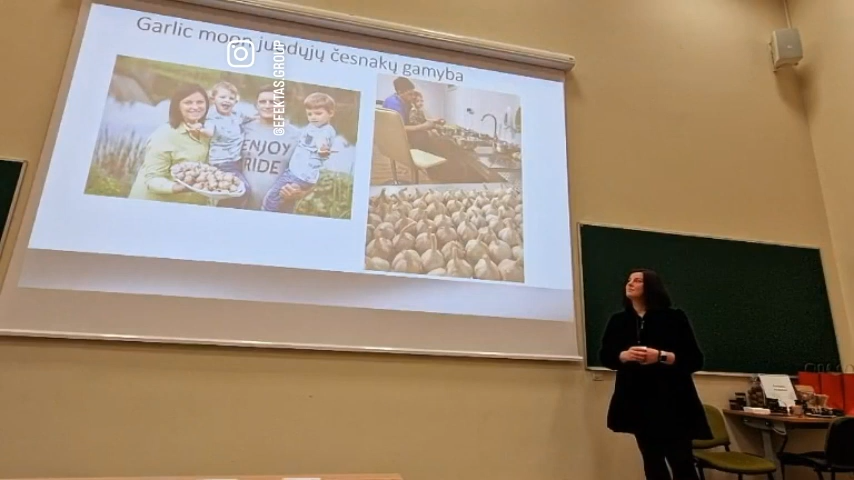 Garlic moon juodųjų česnakų gamyba
@EFEKTAS.GROUP
ENJOY
RIDE